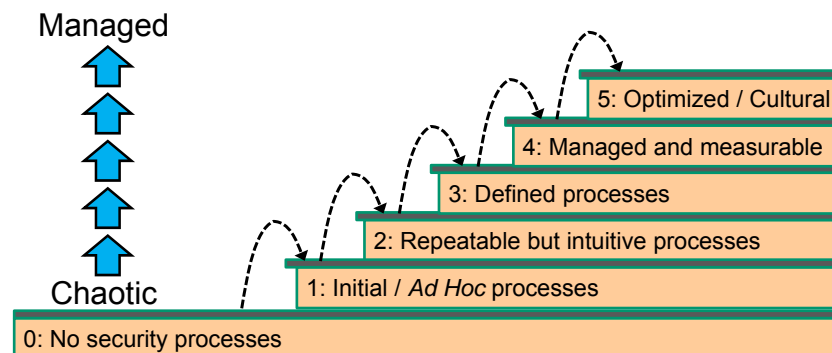 Managed
Chaotic
5: Optimized / Cultural
4: Managed and measurable
3: Defined processes
2: Repeatable but intuitive processes
1: Initial / Ad Hoc processes
0: No security processes